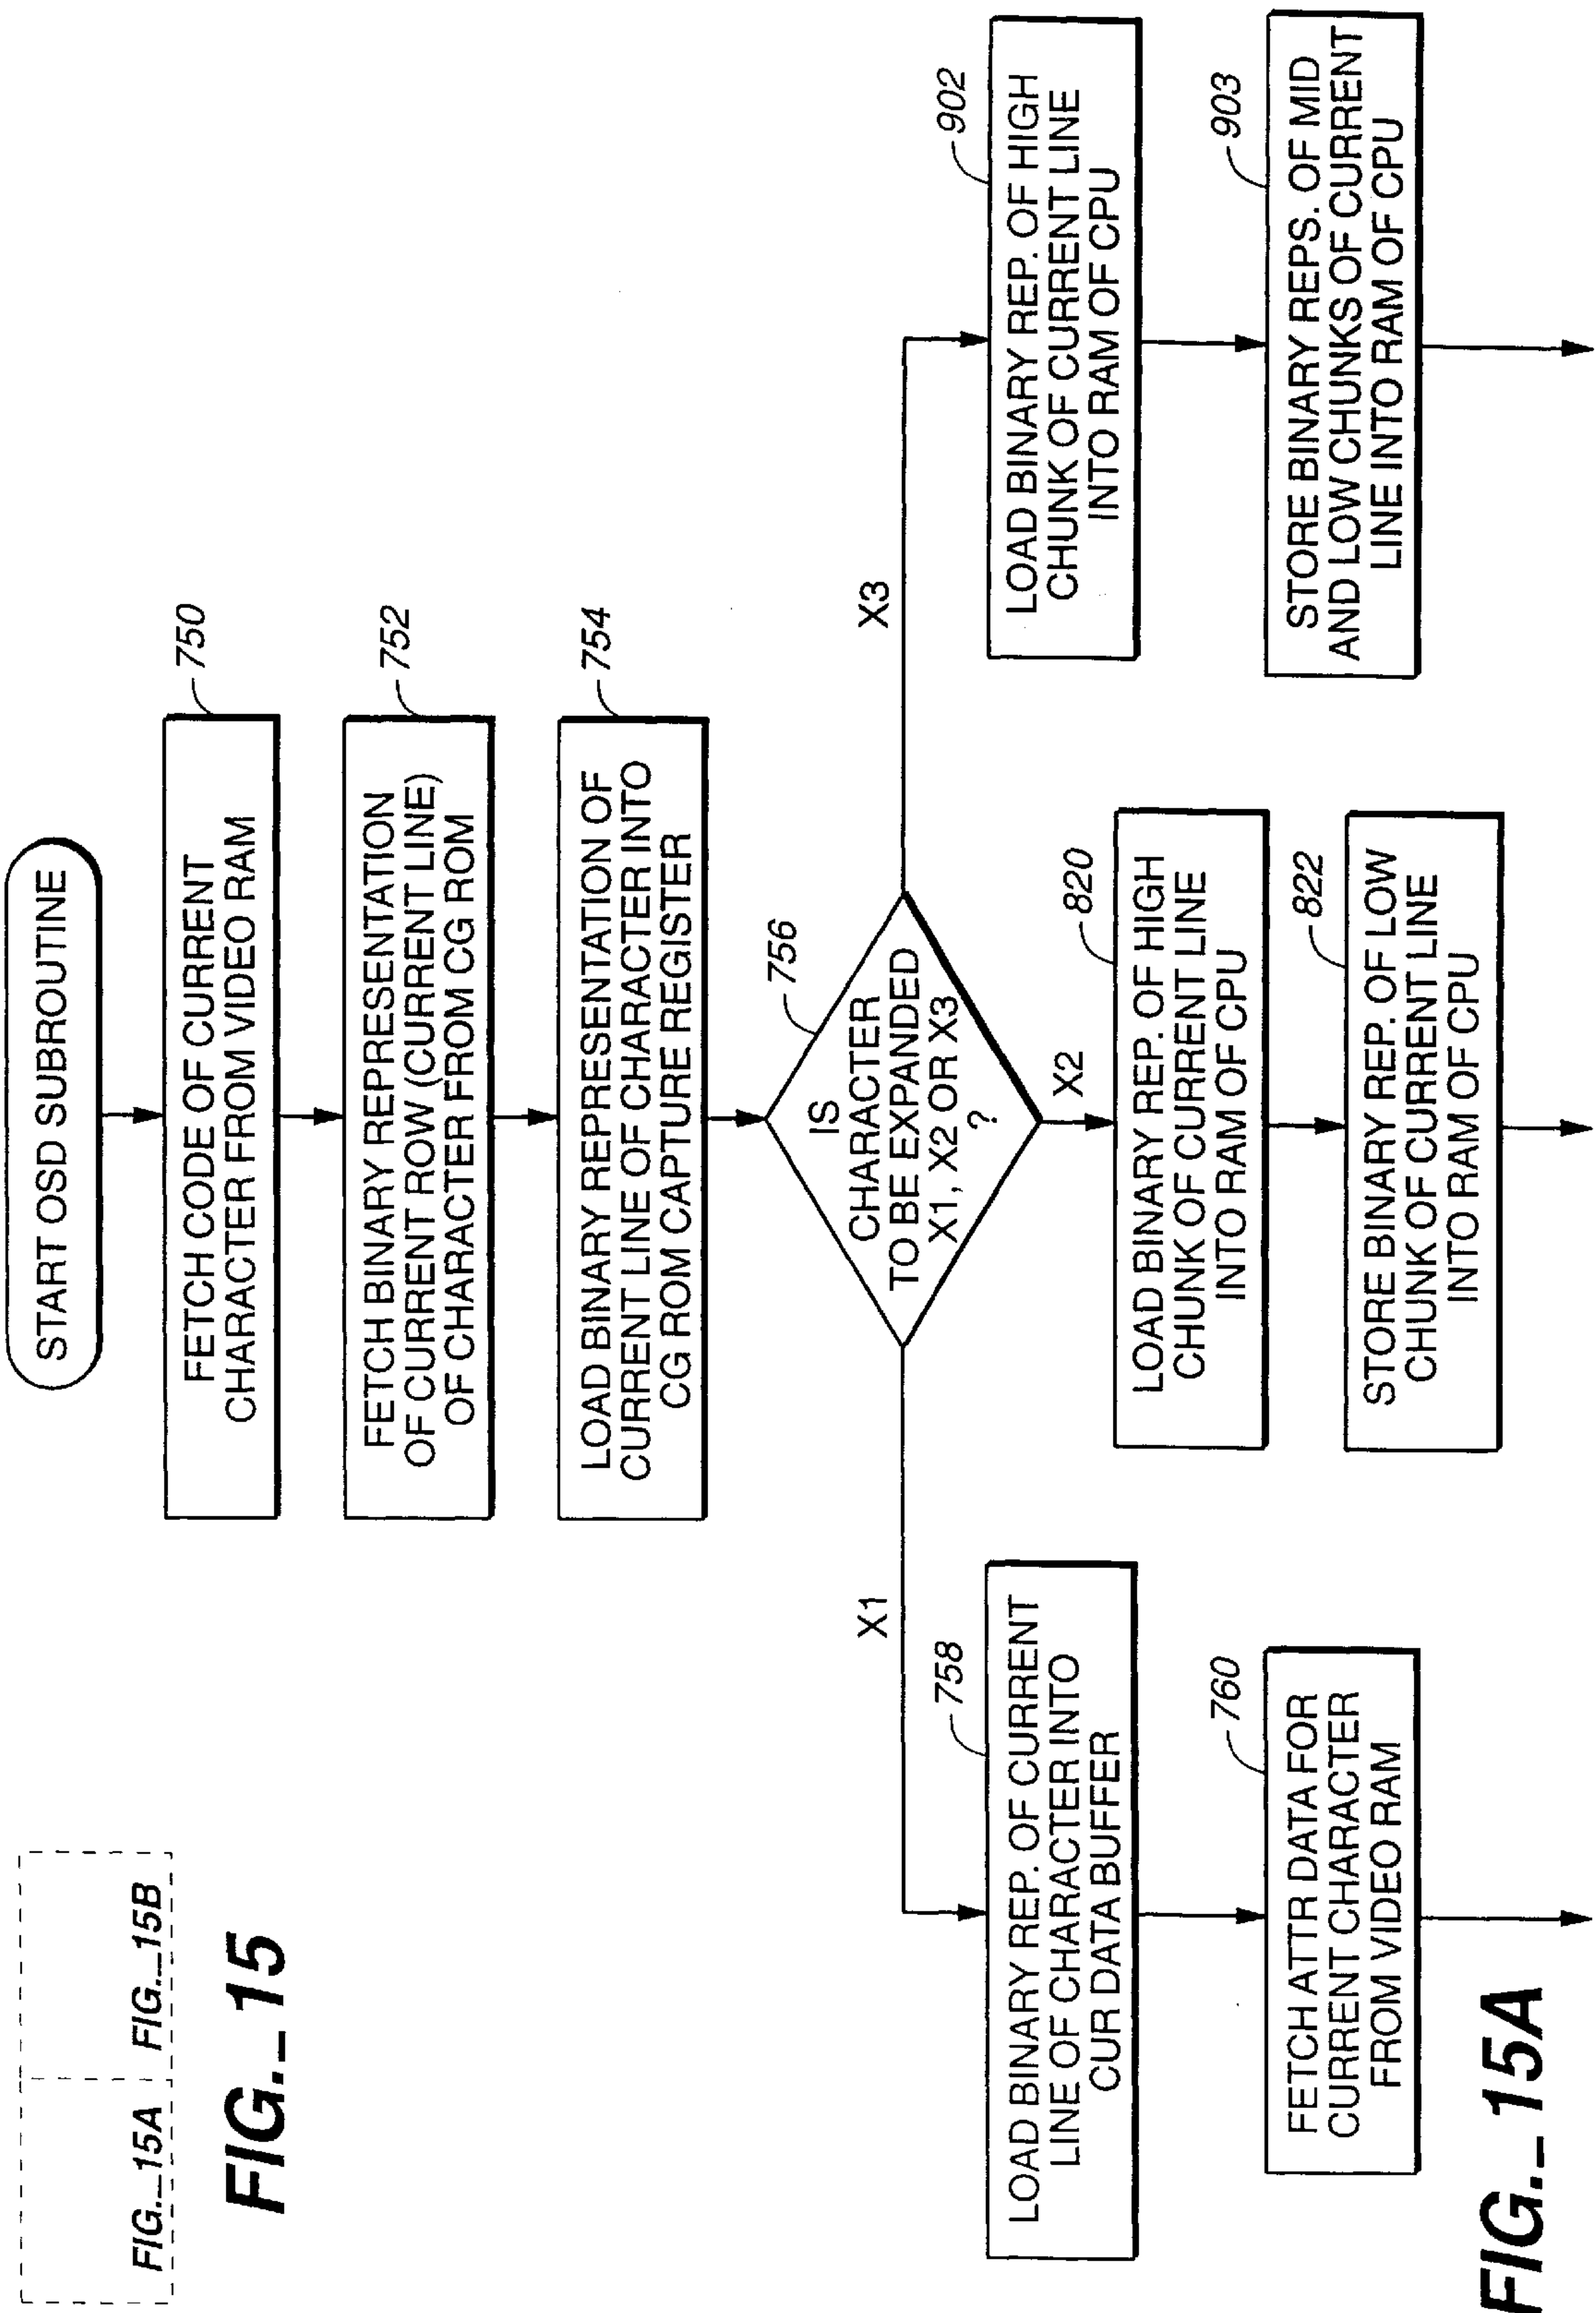 FIG._15A
FIG._15B
FIG._15
START OSD SUBROUTINE
750
FETCH CODE OF CURRENT
CHARACTER FROM VIDEO RAM
752
FETCH BINARY REPRESENTATION
OF CURRENT ROW (CURRENT LINE)
OF CHARACTER FROM CG ROM
754
LOAD BINARY REPRESENTATION OF
CURRENT LINE OF CHARACTER INTO
CG ROM CAPTURE REGISTER
756
IS
CHARACTER
TO BE EXPANDED
X1, X2 OR X3
?
X1
758
LOAD BINARY REP. OF CURRENT
LINE OF CHARACTER INTO
CUR DATA BUFFER
760
FETCH ATTR DATA FOR
CURRENT CHARACTER
FROM VIDEO RAM
X2
820
LOAD BINARY REP. OF HIGH
CHUNK OF CURRENT LINE
INTO RAM OF CPU
822
STORE BINARY REP. OF LOW
CHUNK OF CURRENT LINE
INTO RAM OF CPU
X3
902
LOAD BINARY REP. OF HIGH
CHUNK OF CURRENT LINE
INTO RAM OF CPU
903
STORE BINARY REPS. OF MID
AND LOW CHUNKS OF CURRENT
LINE INTO RAM OF CPU
FIG._15A